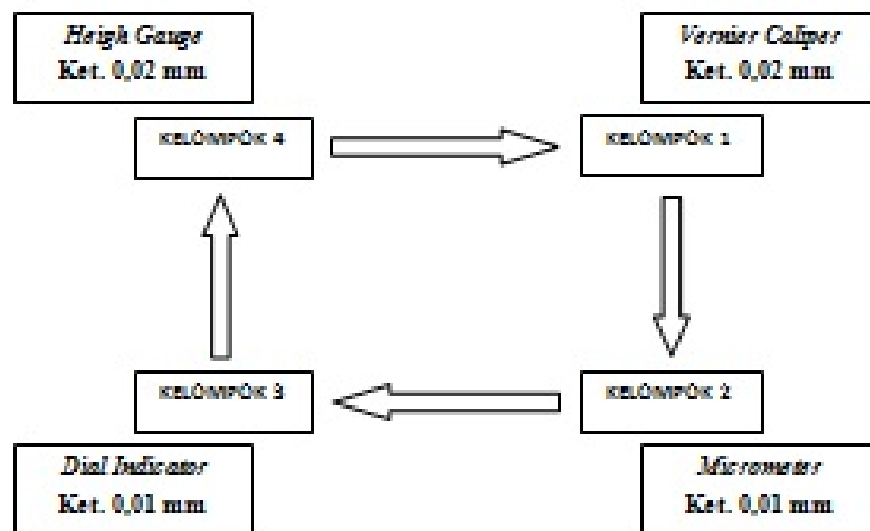 Heigh Gauge
Ket. 0,02 mm
Vernier Caliper
Ket. 0,02 mm
KELOMPOK 4
KELOMPOK 1
KELOMPOK 3
KELOMPOK 2
Dial Indicator
Ket. 0,01 mm
Micrometer
Ket. 0,01 mm